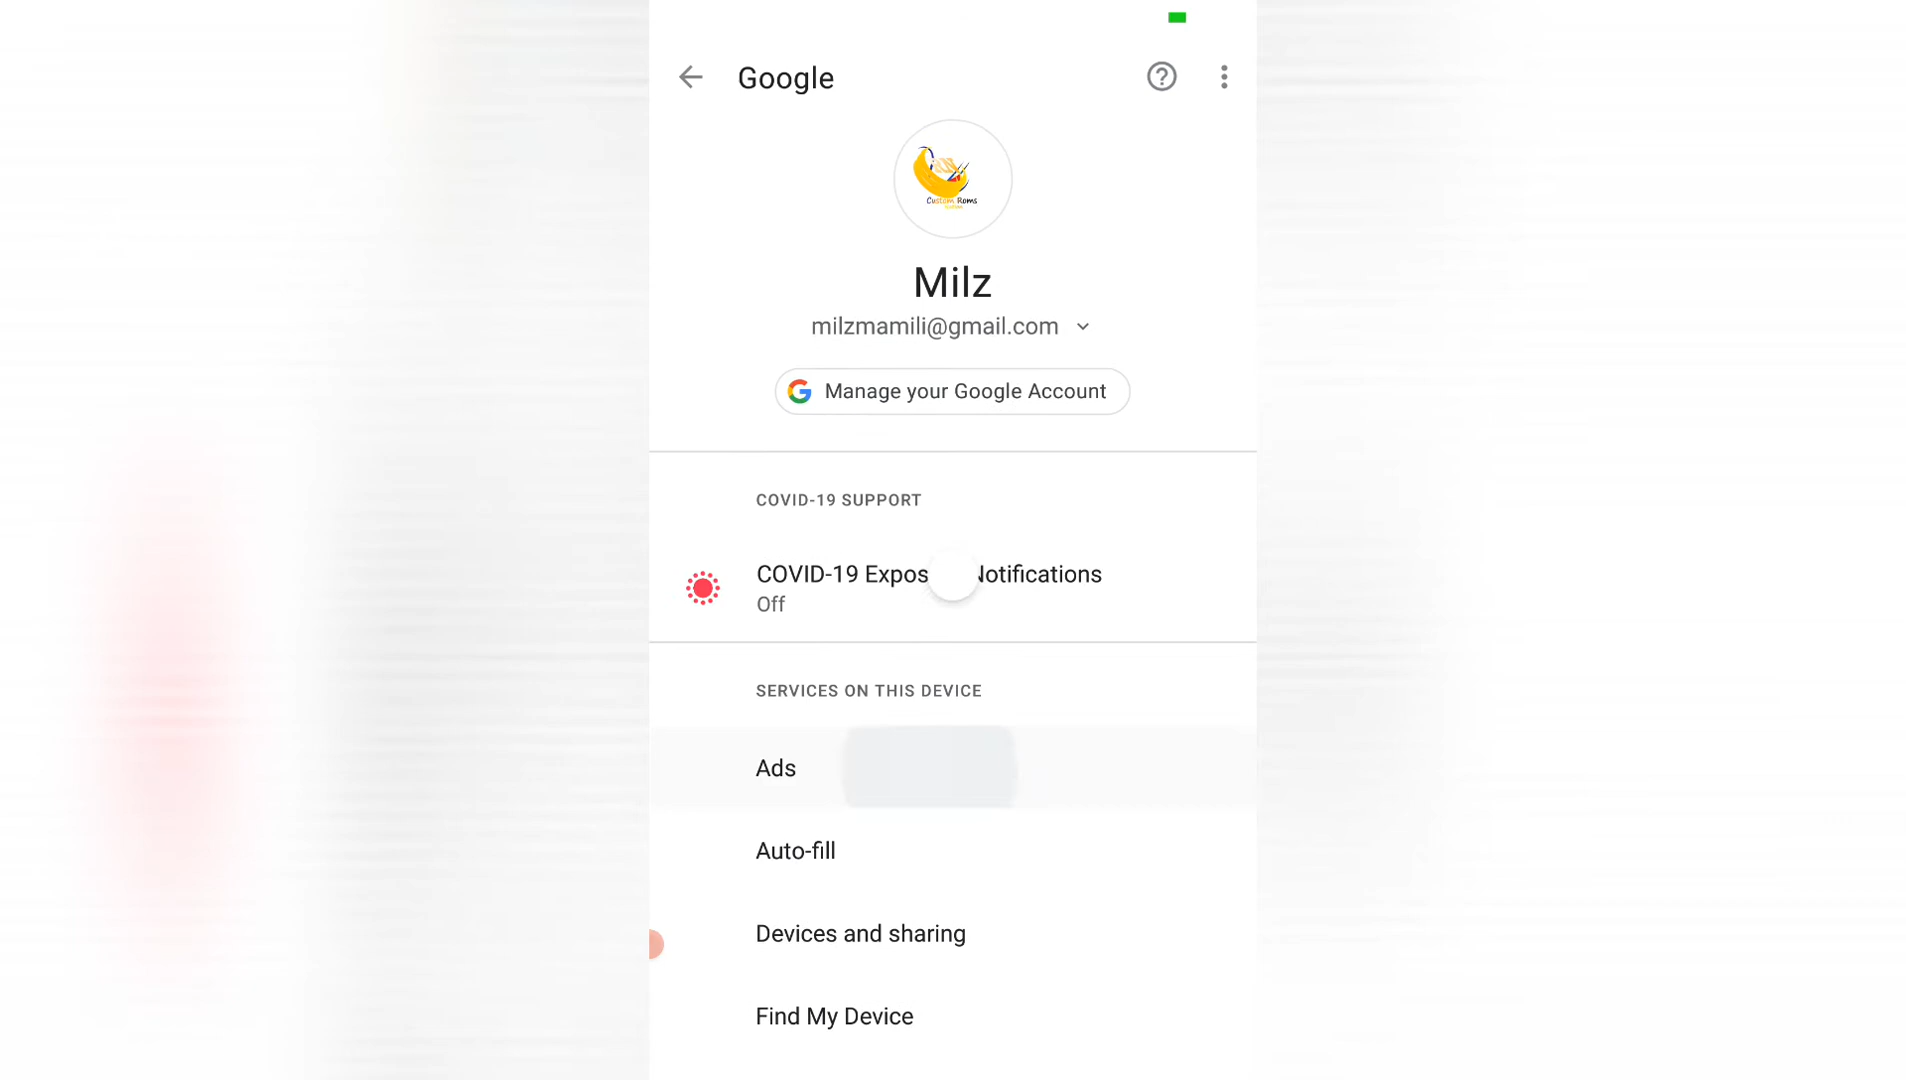 Google
Custom Roms
Milz
milzmamili@gmail.com
Manage your Google Account
COVID-19 SUPPORT
COVID-19 Expos Notifications
Off
SERVICES ON THIS DEVICE
Ads
Auto-fill
Devices and sharing
Find My Device